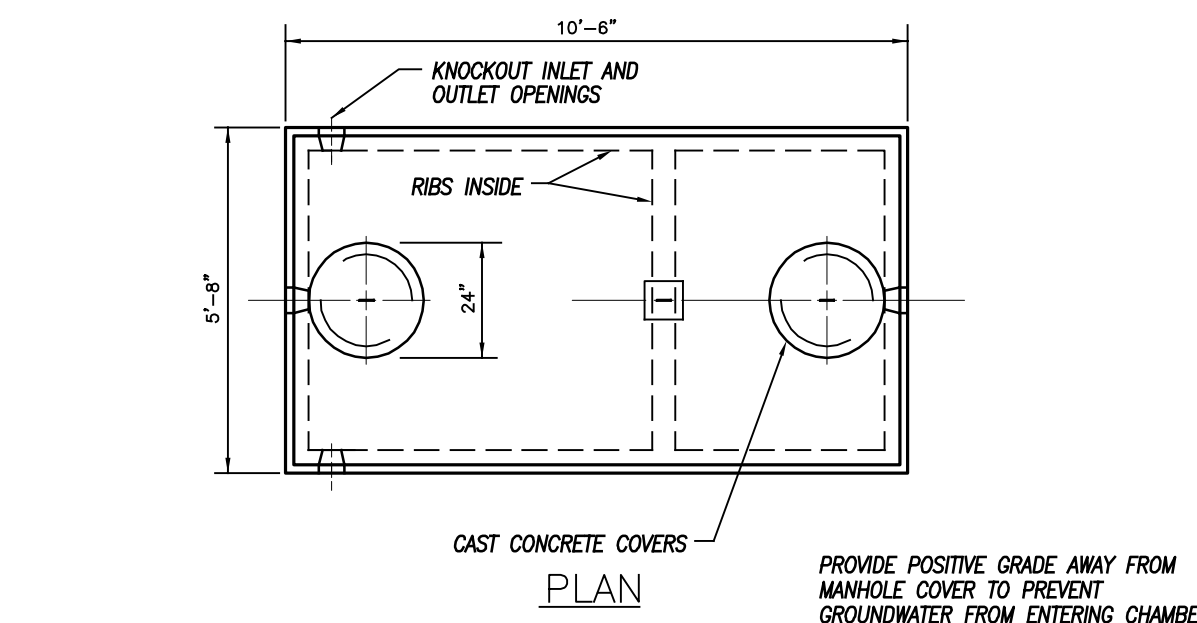 10'-6"
KNOCKOUT INLET AND
OUTLET OPENINGS
RIBS INSIDE
24"
5'-8"
CAST CONCRETE COVERS
PLAN
PROVIDE POSITIVE GRADE AWAY FROM
MANHOLE COVER TO PREVENT
GROUNDWATER FROM ENTERING CHAMBE